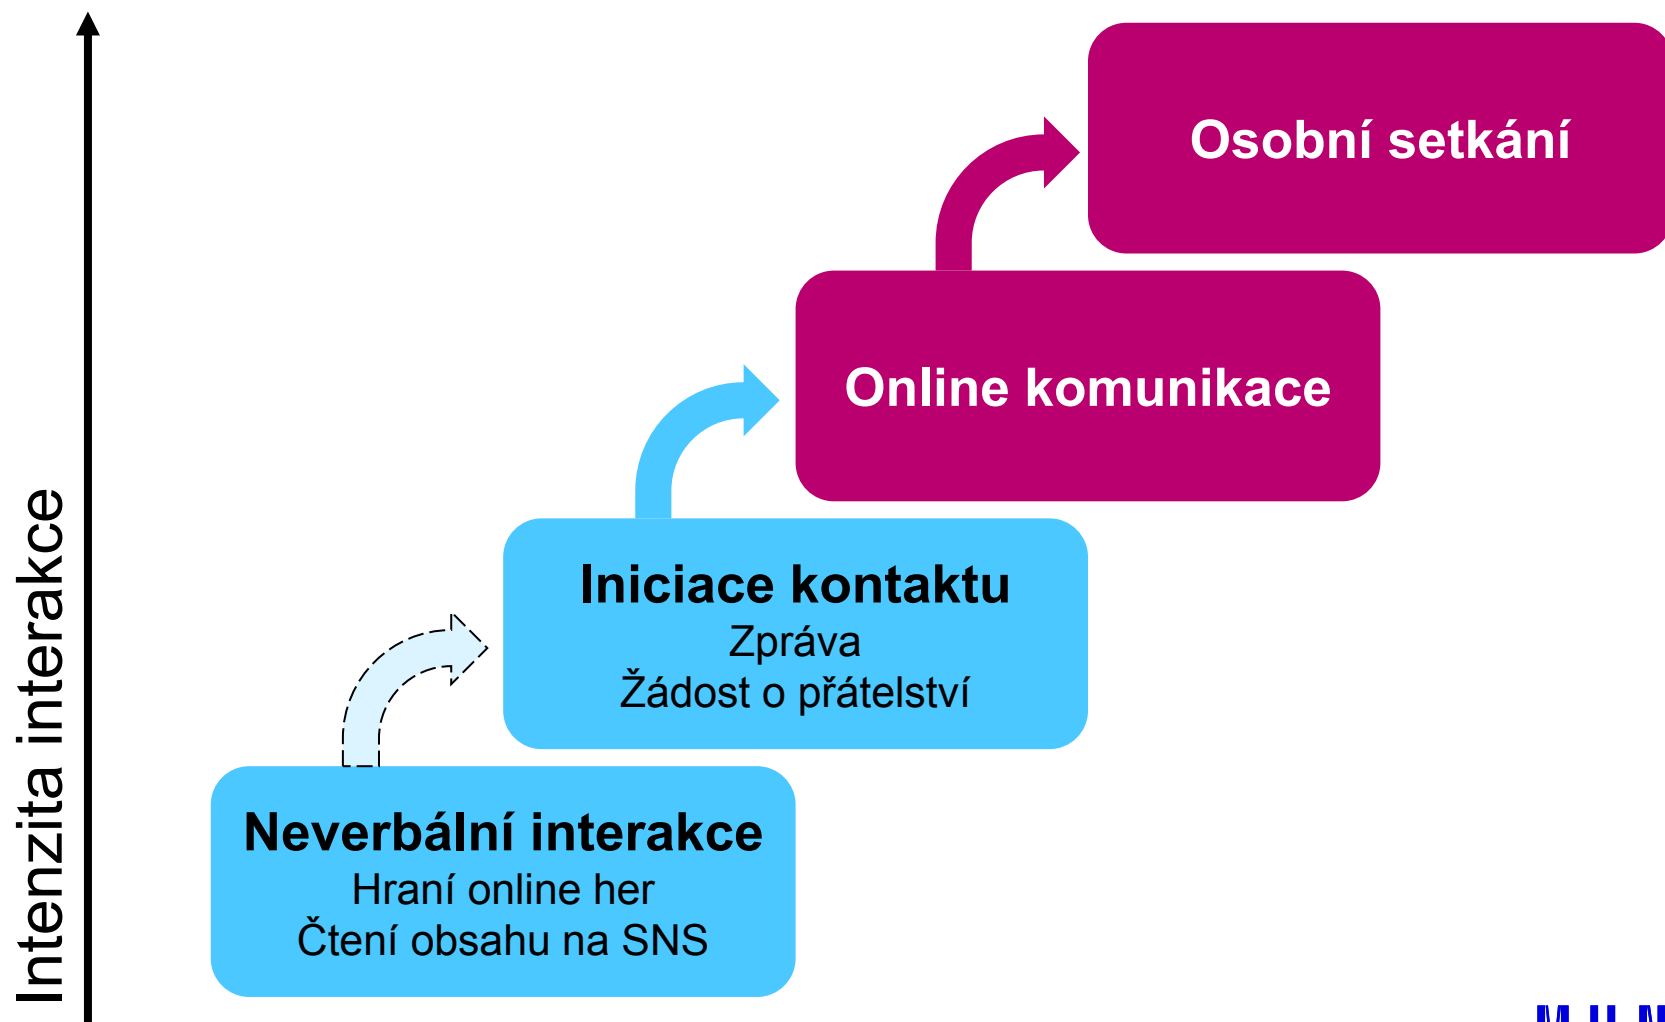 Osobní setkání
Online komunikace
Iniciace kontaktu
Zpráva
Žádost o přátelství
Neverbální interakce
Hraní online her
Čtení obsahu na SNS
Intenzita interakce